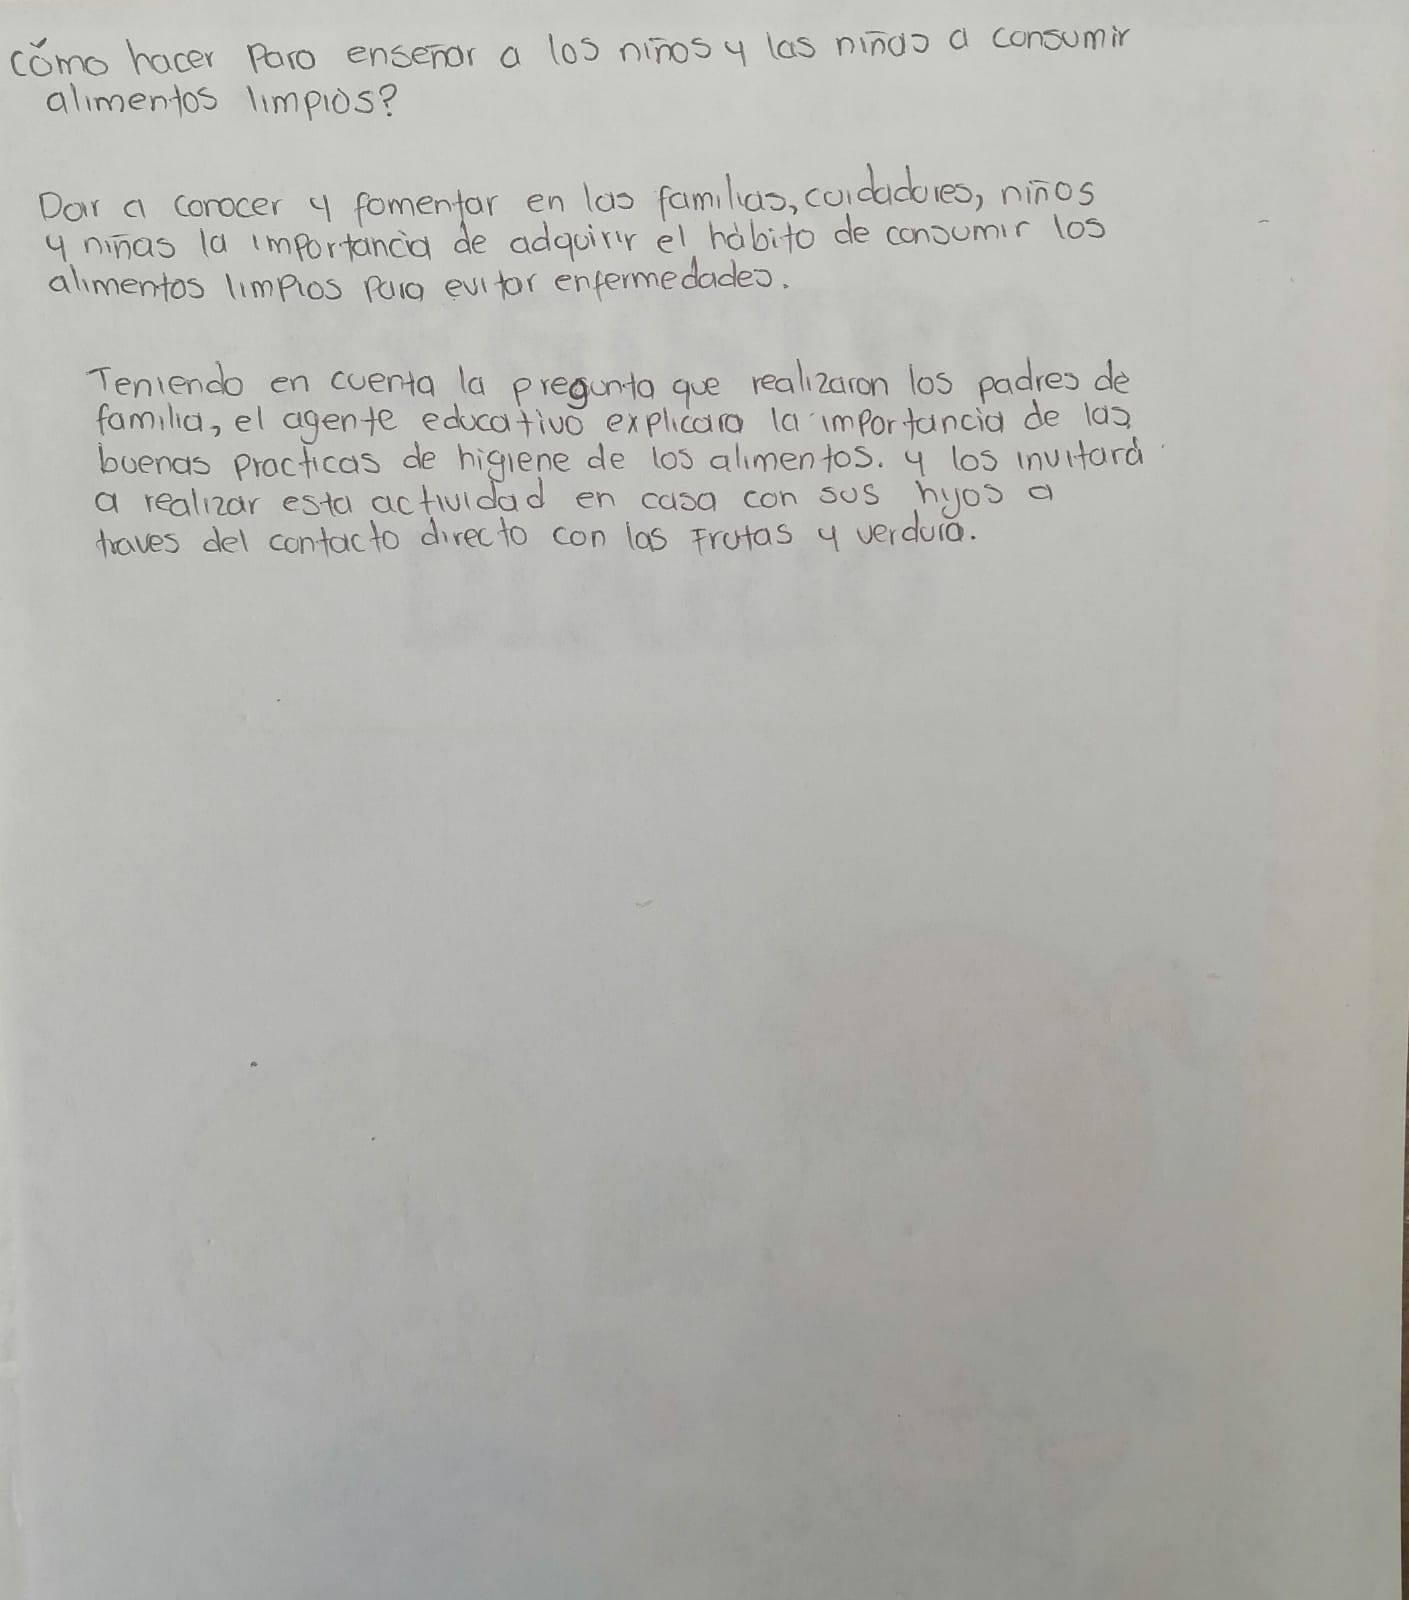 cómo hacer para enseñar a los niños y las niñas a consumir
alimentos limpios?
Dar a conocer y fomentar en las familias, cuidadores, niños
y niñas la importancia de adquirir el hábito de consumir los
alimentos limpios para evitar enfermedades.
Teniendo en cuenta la pregunta que realizaron los padres de
familia, el agente educativo explicara la importancia de las
buenas practicas de higiene de los alimentos. y los invitará
a realizar esta actividad en casa con sus hijos a
traves del contacto directo con las Frutas y verdura.